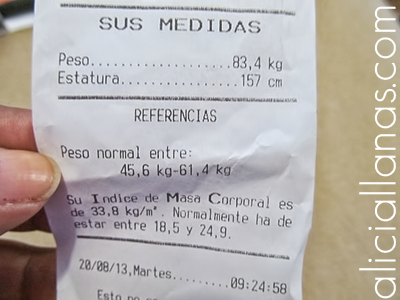 SUS MEDIDAS
Peso..................83,4 kg
Estatura...............157 cm
REFERENCIAS
Peso normal entre:
45,6 kg-61,4 kg
Su Indice de Masa Corporal es
de 33,8 kg/m². Normalmente ha de
estar entre 18,5 y 24,9.
20/08/13,Martes.........09:24:58
Esto no
aliciallanas.com